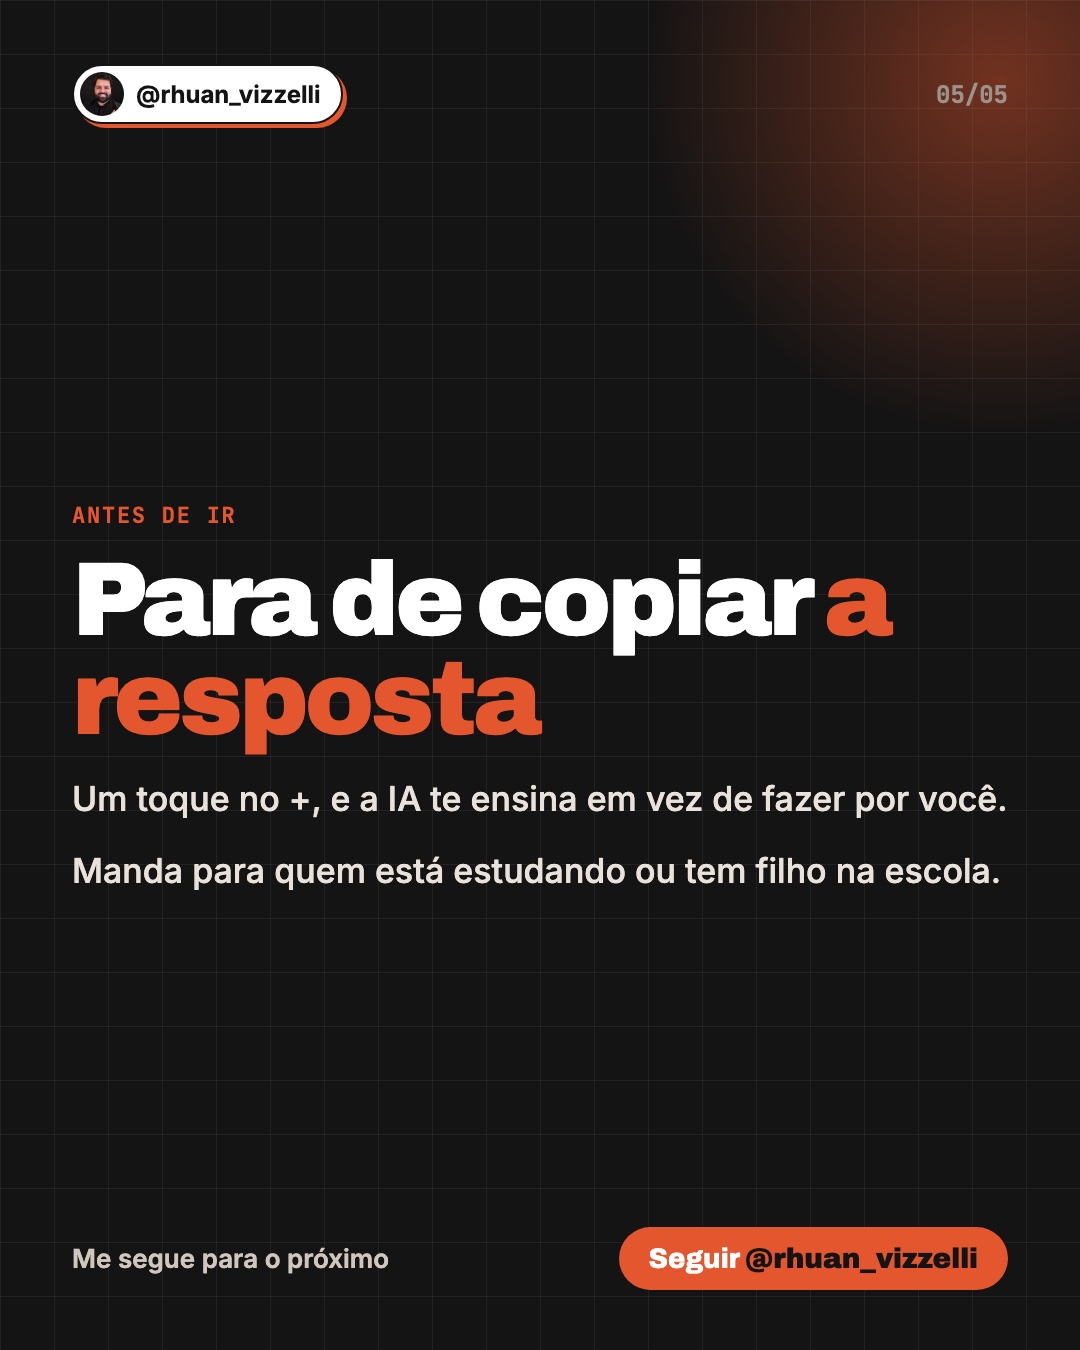 @rhuan_vizzelli
05/05
ANTES DE IR
Para de copiar a
resposta
Um toque no +, e a IA te ensina em vez de fazer por você.
Manda para quem está estudando ou tem filho na escola.
Me segue para o próximo
Seguir @rhuan_vizzelli